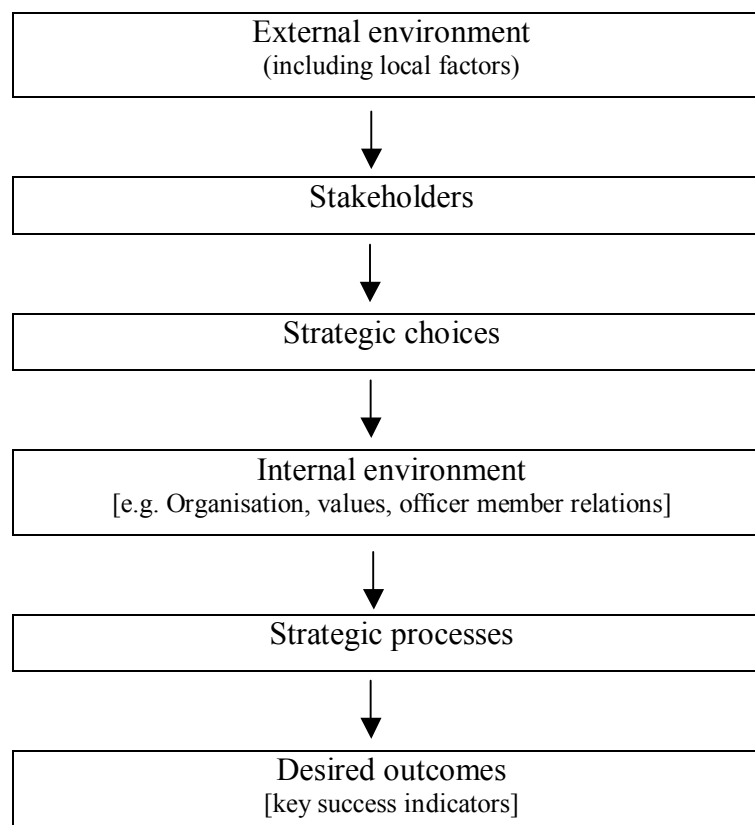 External environment
(including local factors)
Stakeholders
Strategic choices
Internal environment
[e.g. Organisation, values, officer member relations]
Strategic processes
Desired outcomes
[key success indicators]